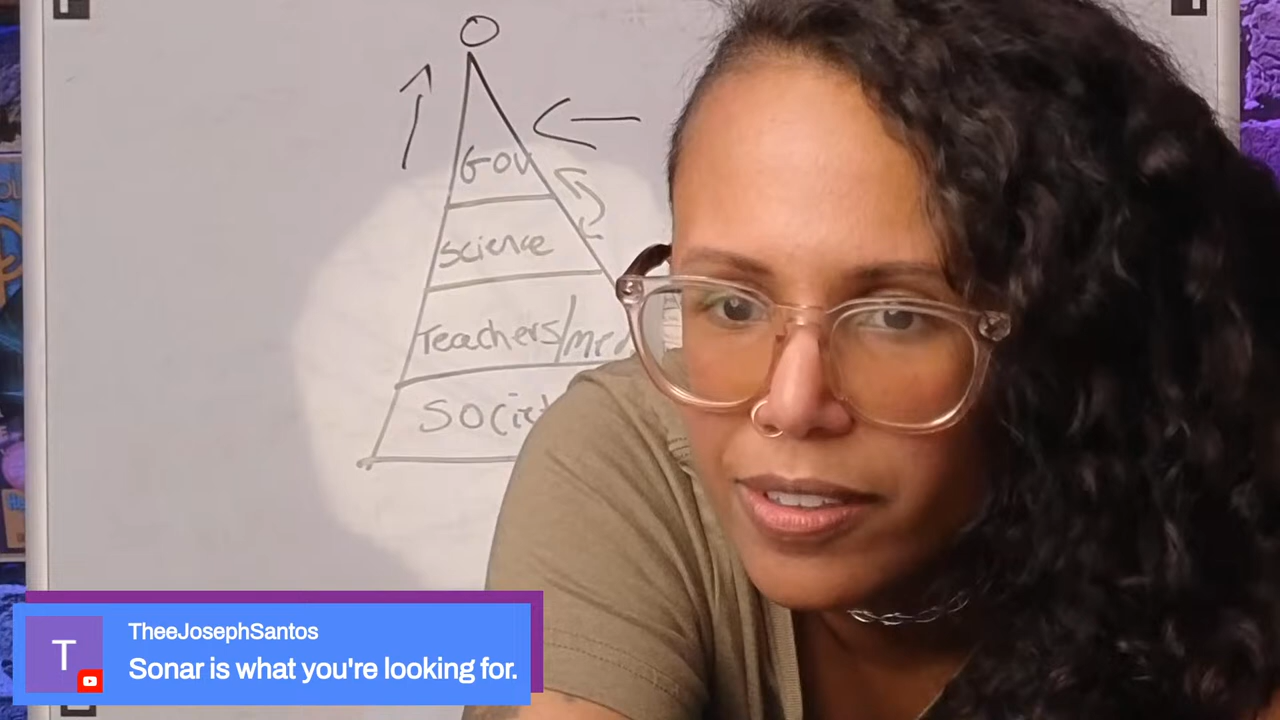 Gov
Science
Teachers/
T
TheeJosephSantos
Sonar is what you're looking for.